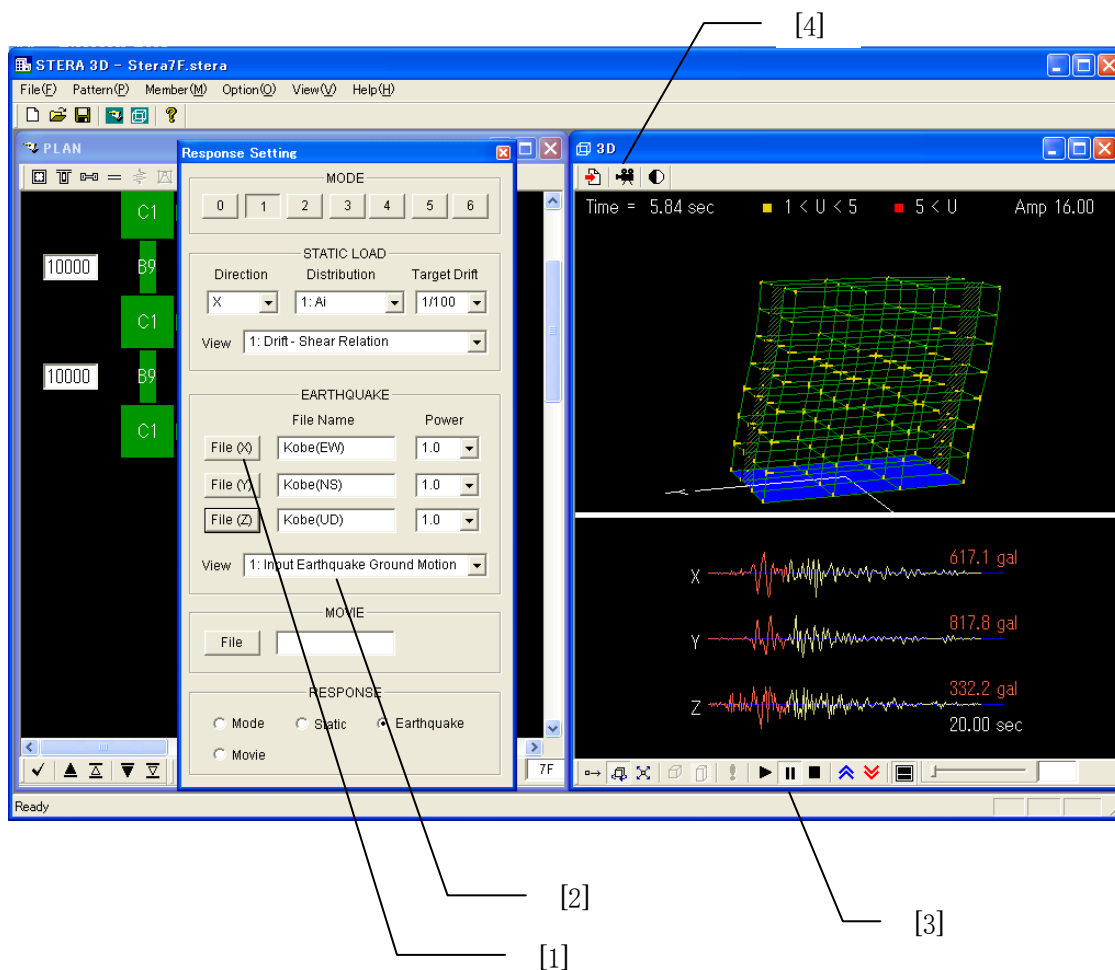 [4]
STERA 3D - Stera7F.stera
File(F) Pattern(P) Member(M) Option(O) View(V) Help(H)
PLAN
C1
10000 B9
C1
10000 B9
C1
7F
Response Setting
MODE
0 1 2 3 4 5 6
STATIC LOAD
Direction Distribution Target Drift
X 1: Ai 1/100
View 1: Drift - Shear Relation
EARTHQUAKE
File Name Power
File (X) Kobe(EW) 1.0
File (Y) Kobe(NS) 1.0
File (Z) Kobe(UD) 1.0
View 1: Input Earthquake Ground Motion
MOVIE
File
RESPONSE
Mode Static Earthquake
Movie
3D
Time = 5.84 sec 1 < U < 5 5 < U Amp 16.00
617.1 gal
X
817.8 gal
Y
332.2 gal
Z
20.00 sec
Ready
[2]
[3]
[1]